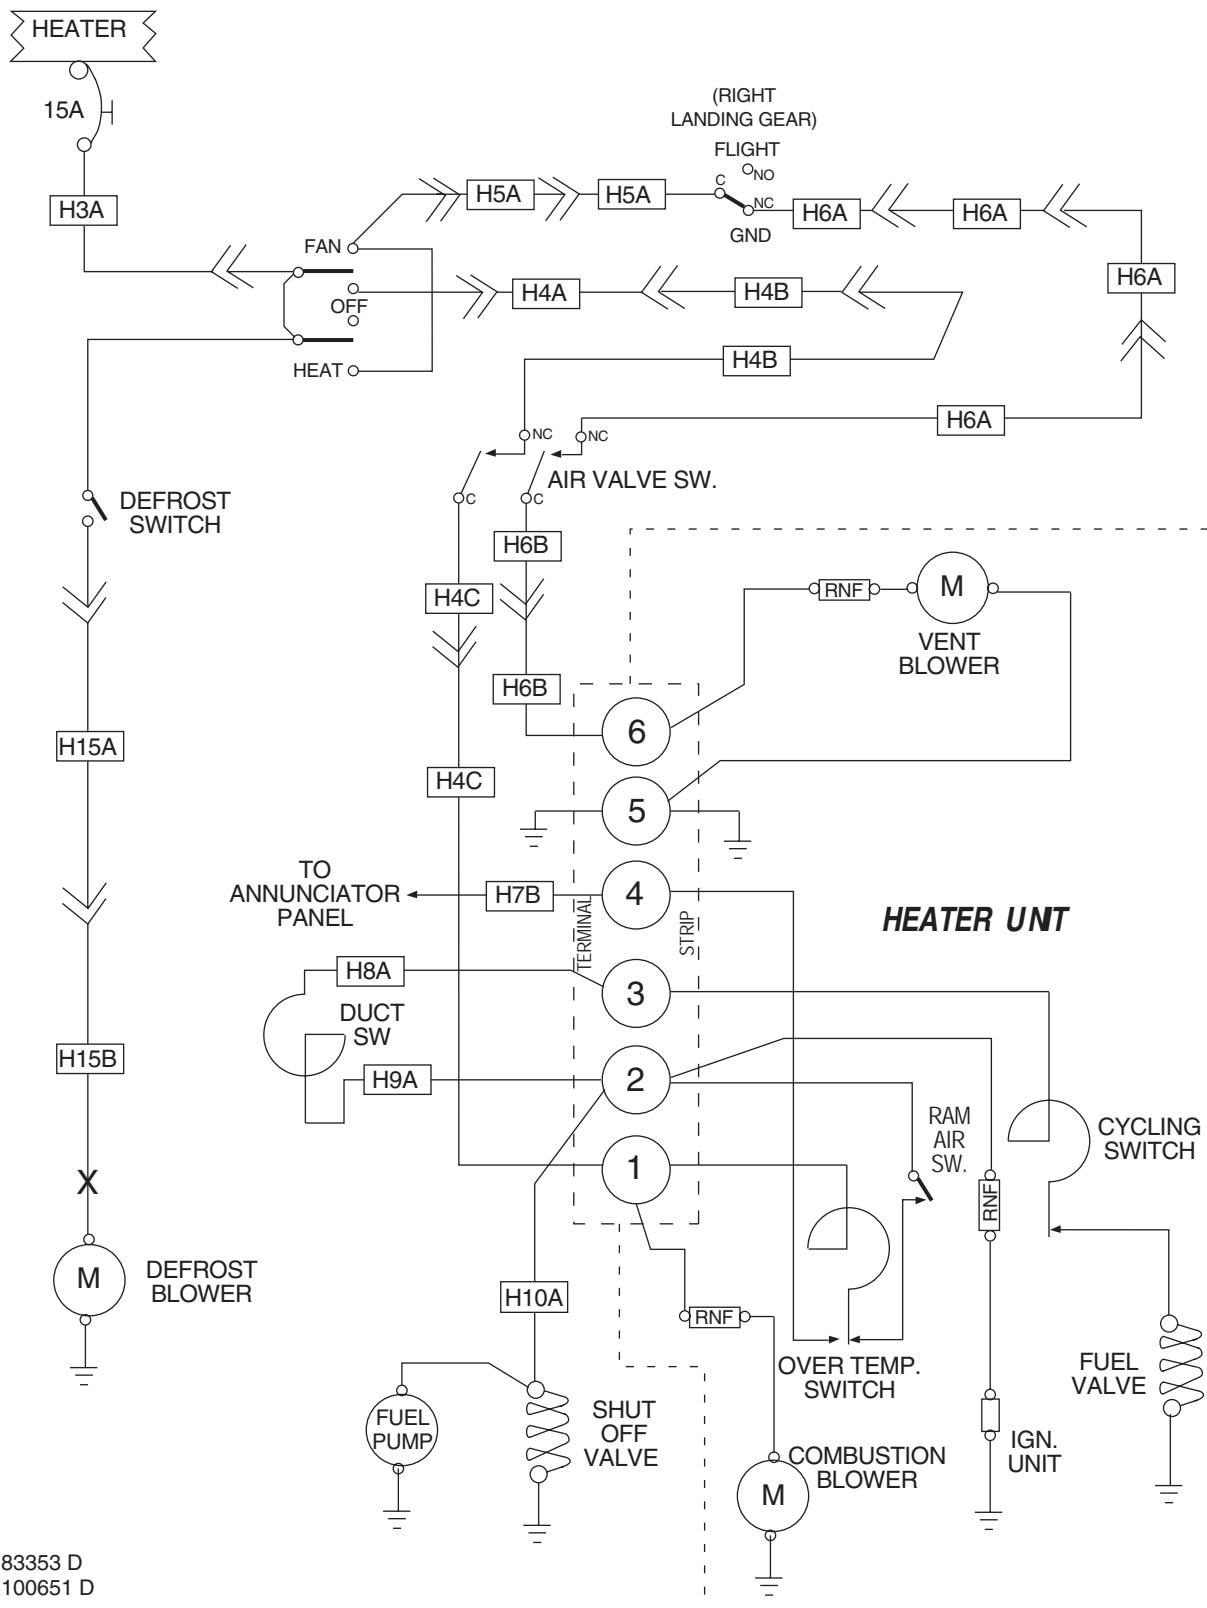 HEATER
15A
(RIGHT
LANDING GEAR)
FLIGHT
NO
C
H5A
H5A
NC
H3A
H6A
H6A
GND
FAN
H6A
H4A
H4B
OFF
H4B
HEAT
H6A
NC
NC
AIR VALVE SW.
C
C
DEFROST
SWITCH
H6B
H4C
RNF
M
VENT
BLOWER
H6B
6
H15A
H4C
5
TO
ANNUNCIATOR
PANEL
H7B
4
TERMINAL
STRIP
HEATER UNIT
H8A
3
DUCT
SW
H15B
H9A
2
RAM
AIR
SW.
CYCLING
SWITCH
1
X
RNF
M
DEFROST
BLOWER
H10A
RNF
OVER TEMP.
SWITCH
FUEL
VALVE
FUEL
PUMP
SHUT
OFF
VALVE
IGN.
UNIT
COMBUSTION
BLOWER
M
83353 D
100651 D